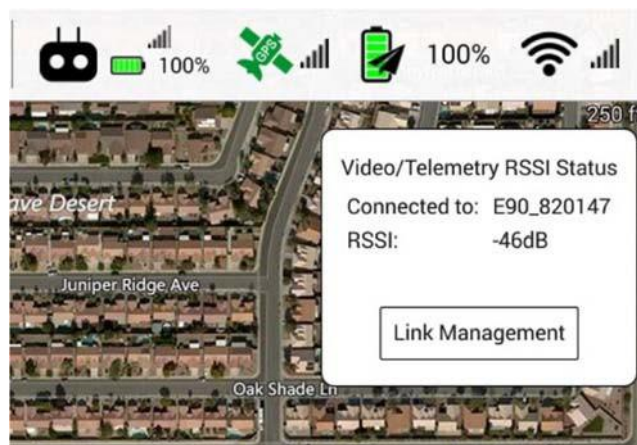 100%
GPS
100%
250 f
Video/Telemetry RSSI Status
Connected to: E90_820147
RSSI: -46dB
Link Management
ave Desert
Juniper Ridge Ave
Oak Shade Ln